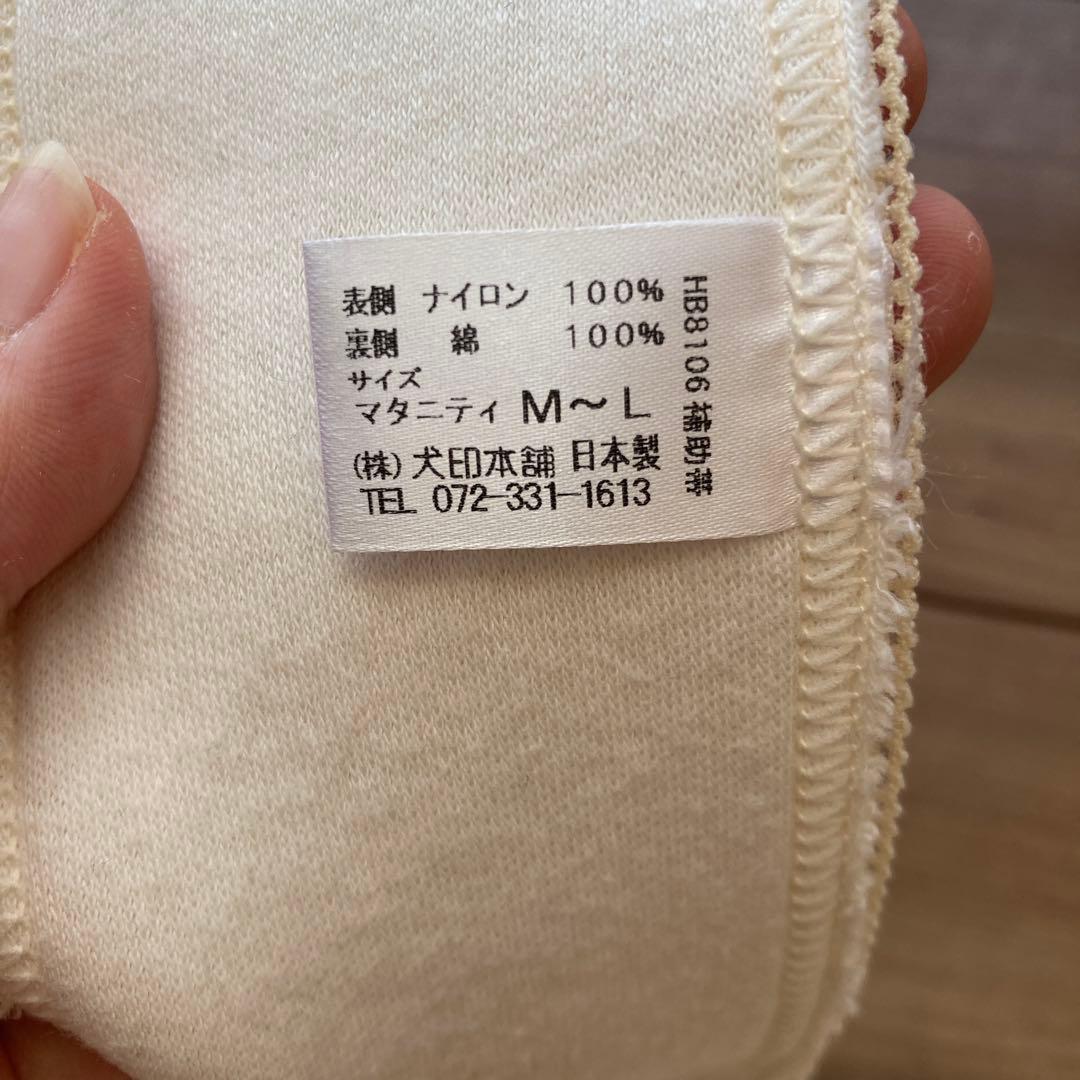 表側 ナイロン 100%
裏側 綿 100%
サイズ
マタニティ M～L
(株)犬印本舗 日本製
TEL 072-331-1613
HB8106 補助帯